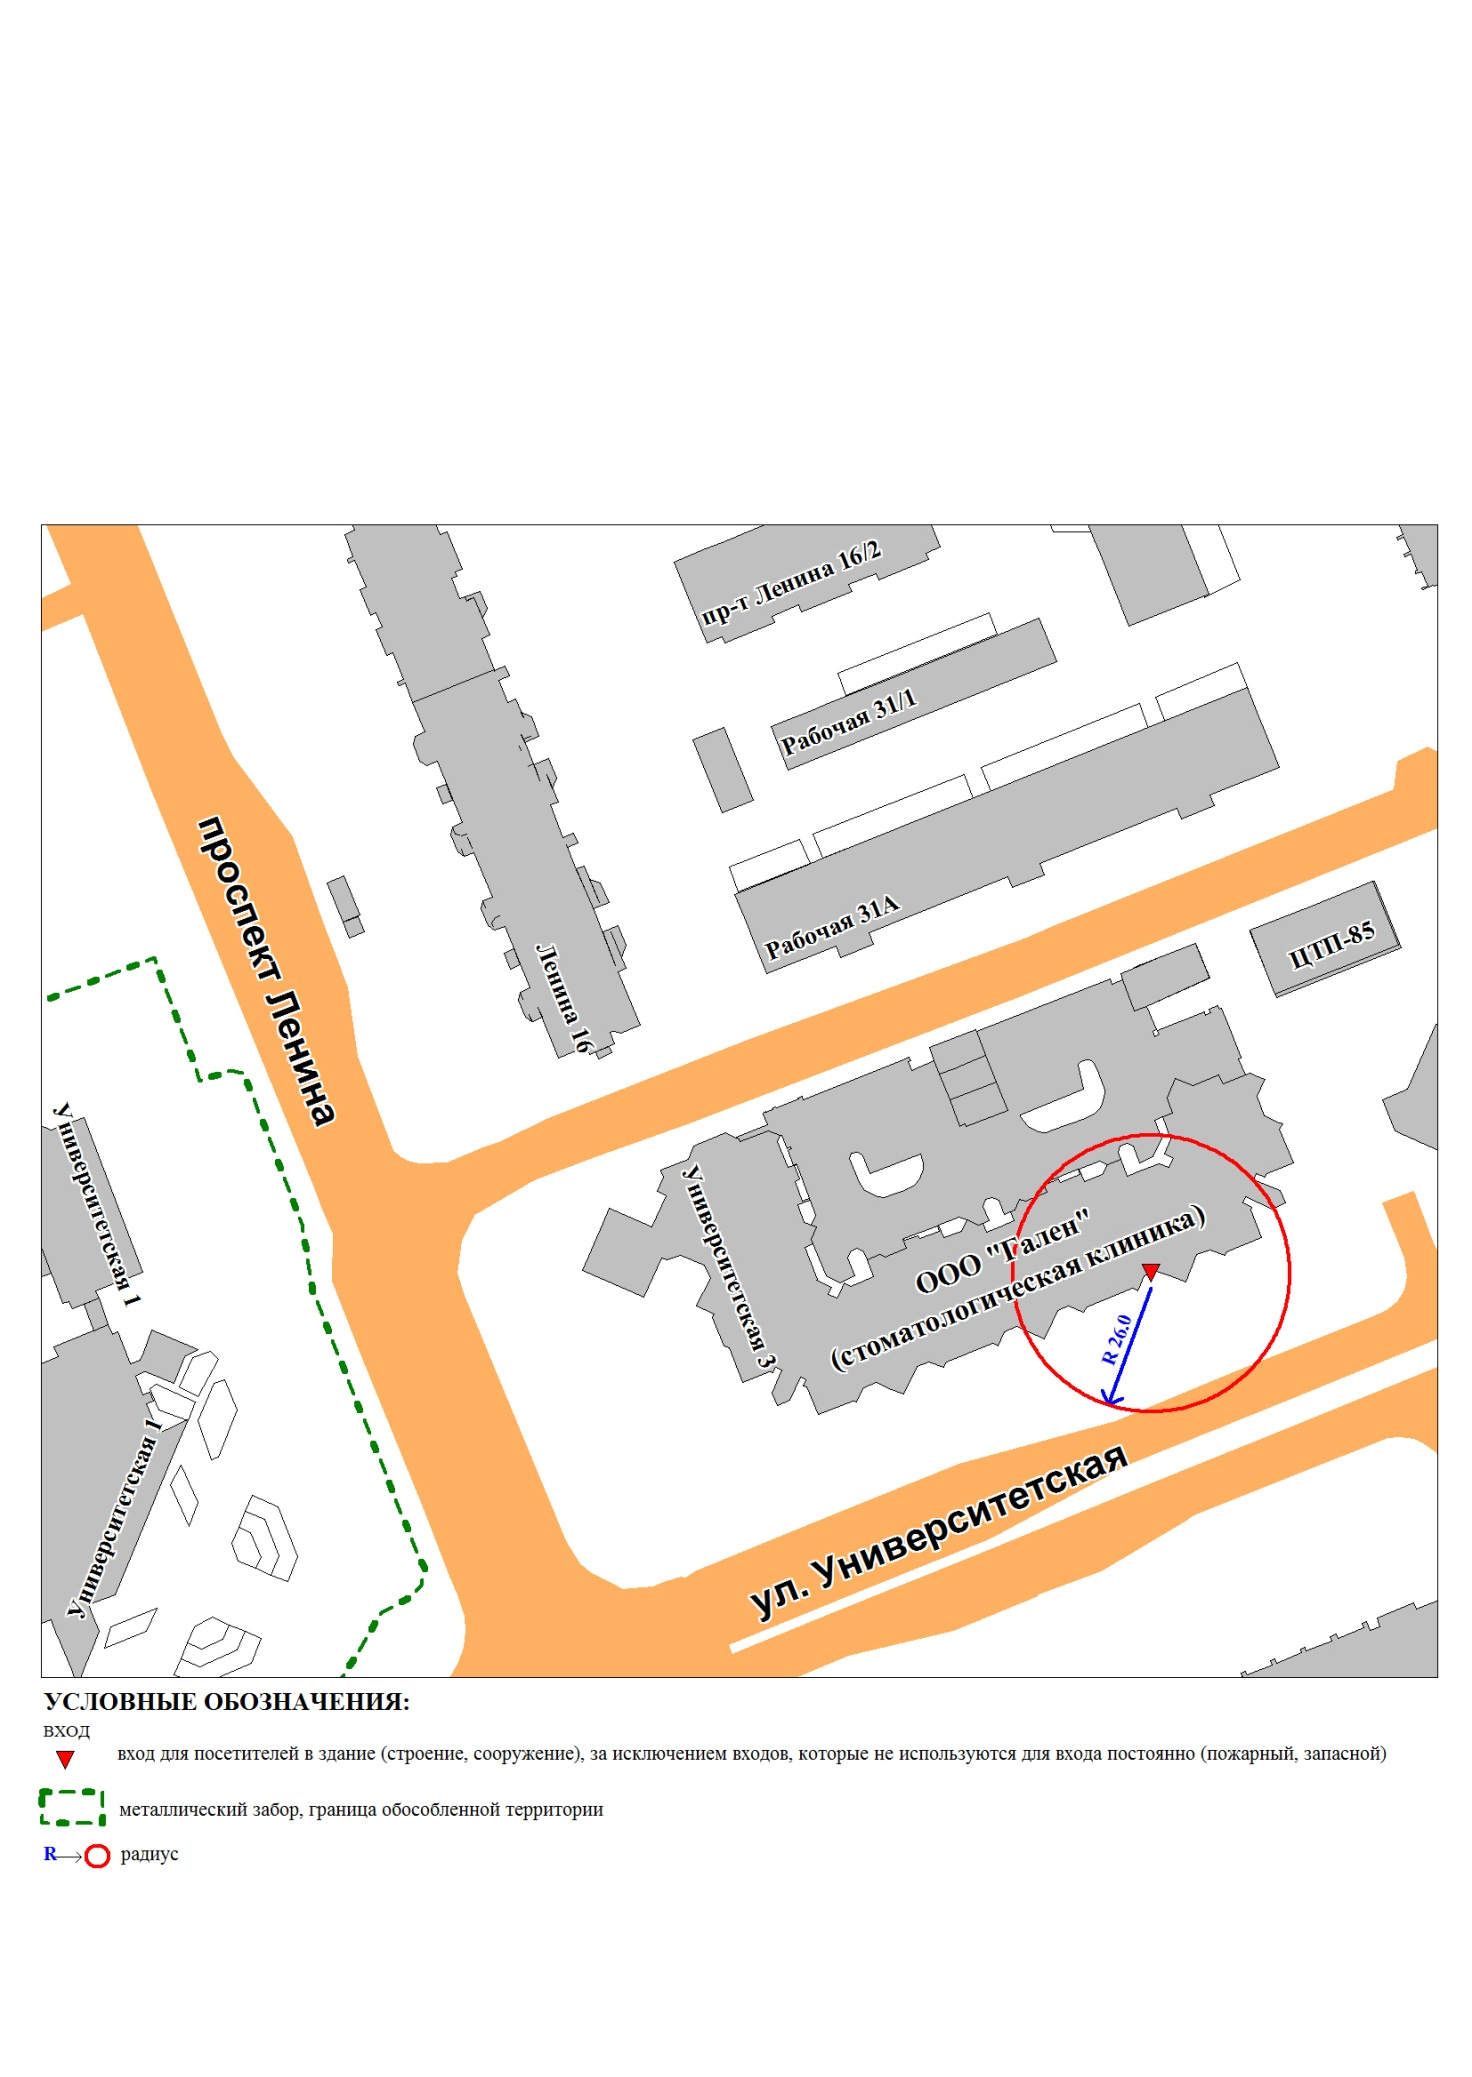 пр-т Ленина 16/2
Рабочая 31/1
Рабочая 31А
проспект Ленина
Ленина 16
ЦТП-85
Университетская 1
Университетская 3
ООО "Гален"
(стоматологическая клиника)
R 26.0
Университетская 1
ул. Университетская
УСЛОВНЫЕ ОБОЗНАЧЕНИЯ:
ВХОД
вход для посетителей в здание (строение, сооружение), за исключением входов, которые не используются для входа постоянно (пожарный, запасной)
металлический забор, граница обособленной территории
R радиус